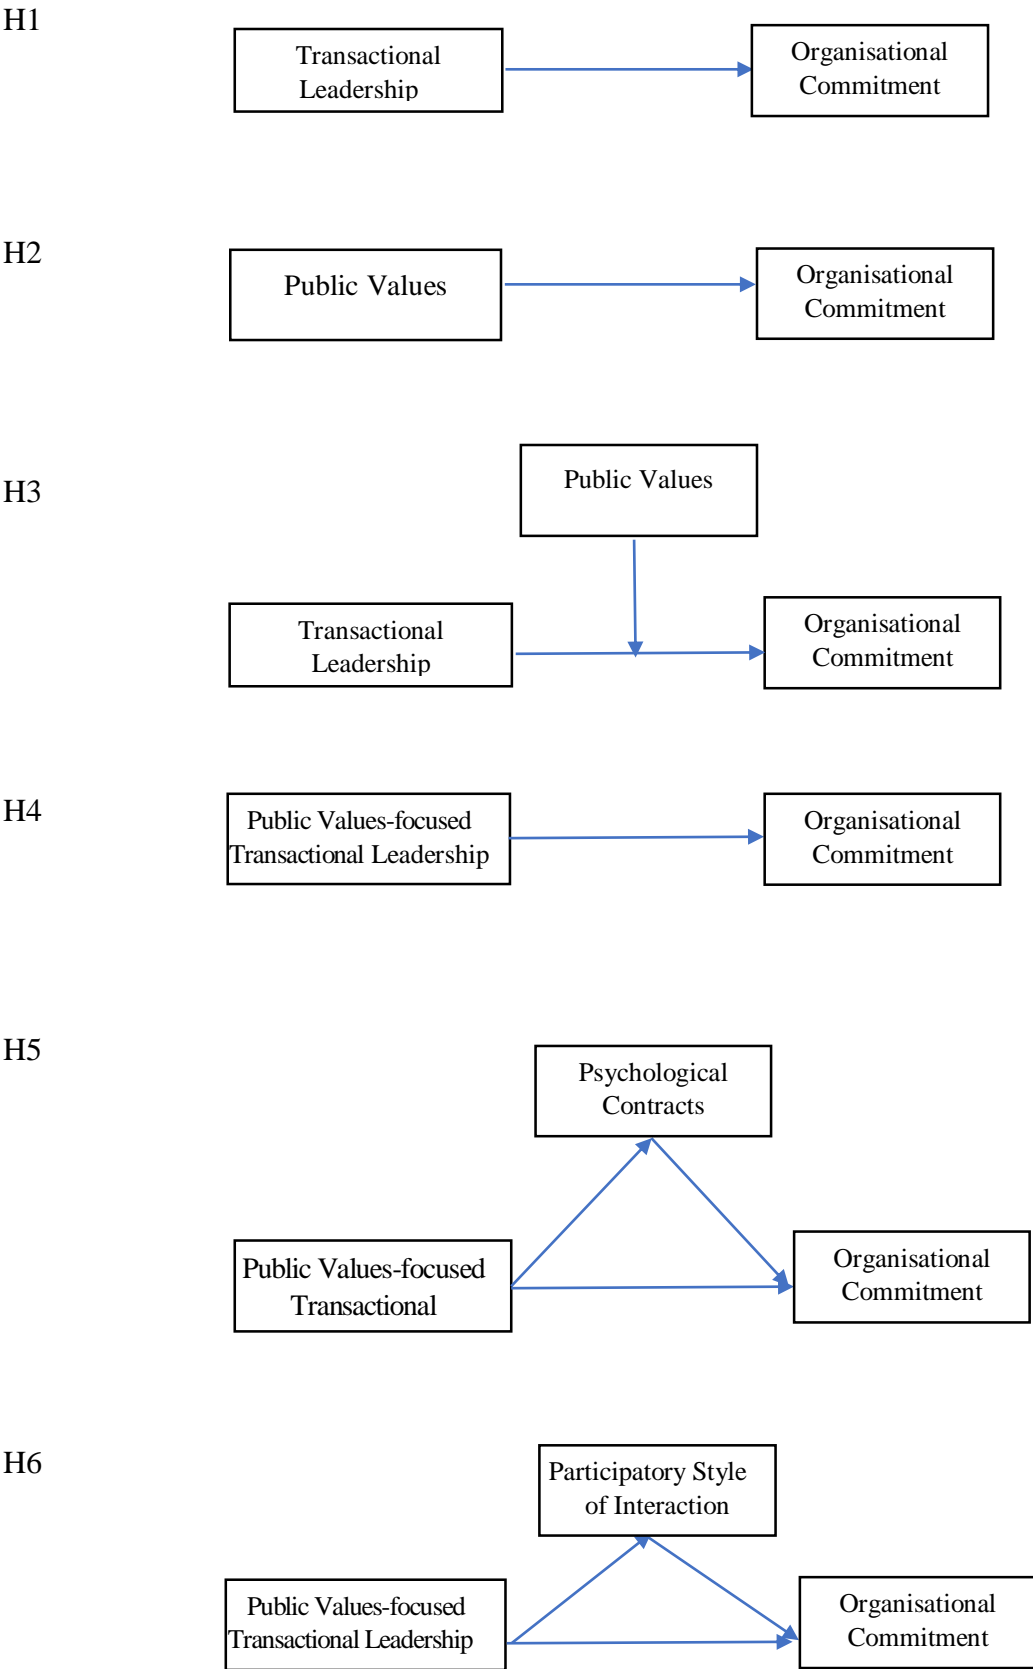 H1
Transactional
Leadership
Organisational
Commitment
H2
Public Values
Organisational
Commitment
H3
Public Values
Transactional
Leadership
Organisational
Commitment
H4
Public Values-focused
Transactional Leadership
Organisational
Commitment
H5
Psychological
Contracts
Public Values-focused
Transactional
Organisational
Commitment
H6
Participatory Style
of Interaction
Public Values-focused
Transactional Leadership
Organisational
Commitment